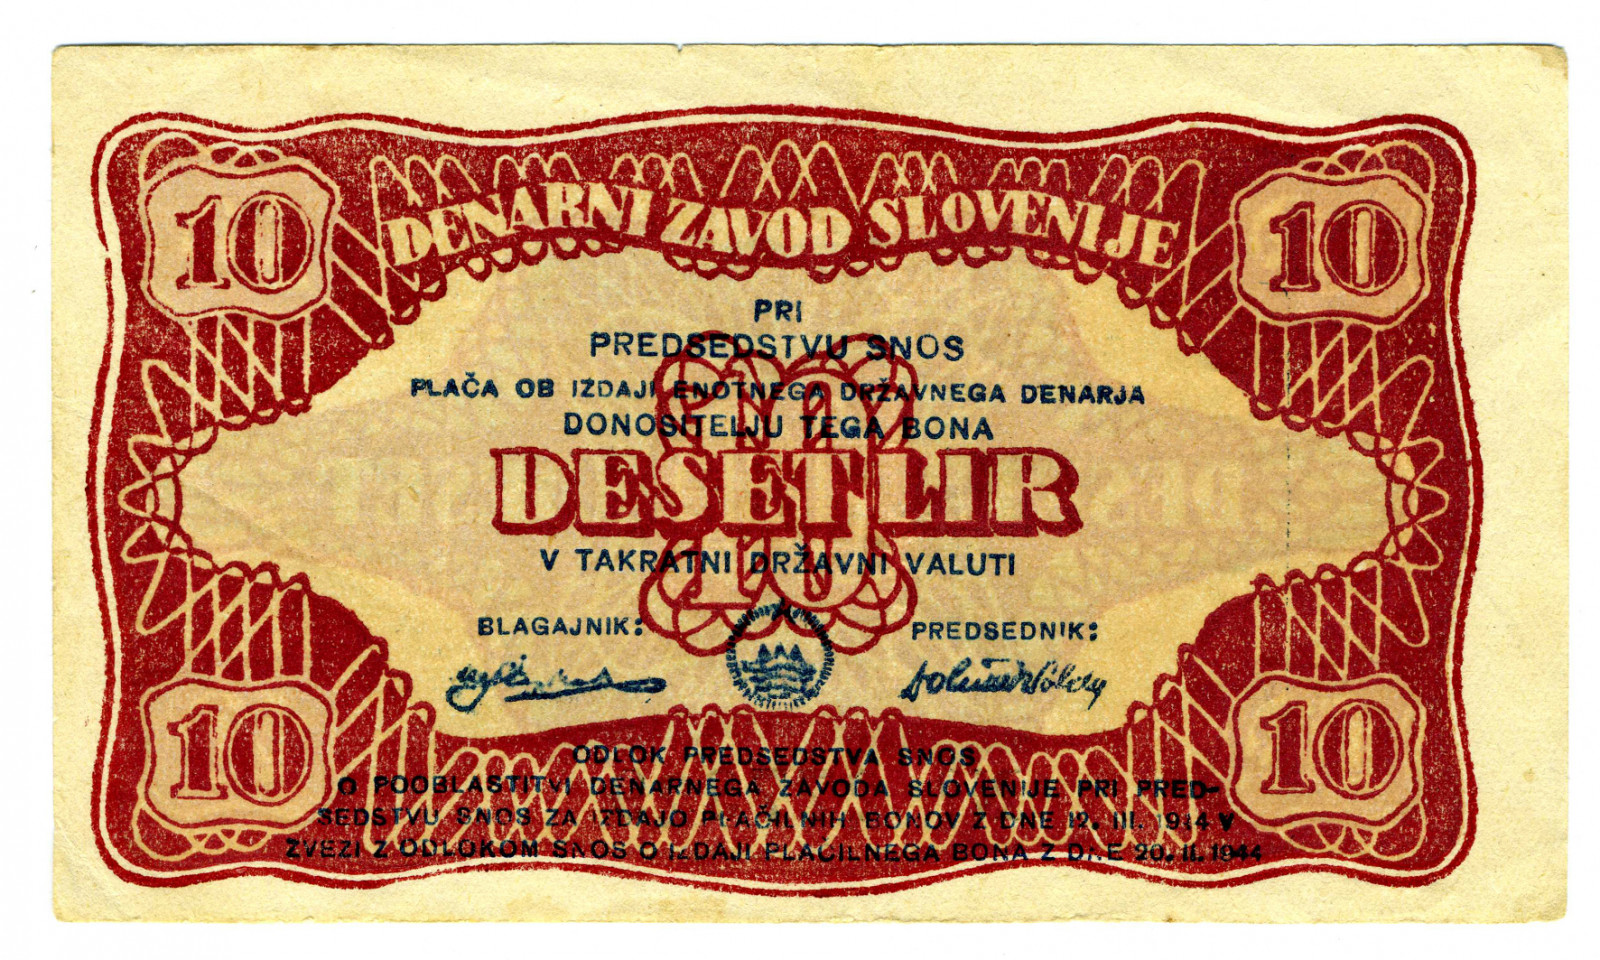 10
10
DENARNI ZAVOD SLOVENIJE
PRI
PREDSEDSTVU SNOS
PLAČA OB IZDAJI ENOTNEGA DRŽAVNEGA DENARJA
DONOSITELJU TEGA BONA
DESET LIR
10
V TAKRATNI DRŽAVNI VALUTI
BLAGAJNIK:
PREDSEDNIK:
10
10
ODLOK PREDSEDSTVA SNOS
O POOBLASTITVI DENARNEGA ZAVODA SLOVENIJE PRI PRED-
SEDSTVU SNOS ZA IZDAJO PLAČILNIH BONOV Z DNE 12. III. 1944 V
ZVEZI Z ODLOKOM SNOS O IZDAJI PLAČILNEGA BONA Z DNE 20. II. 1944